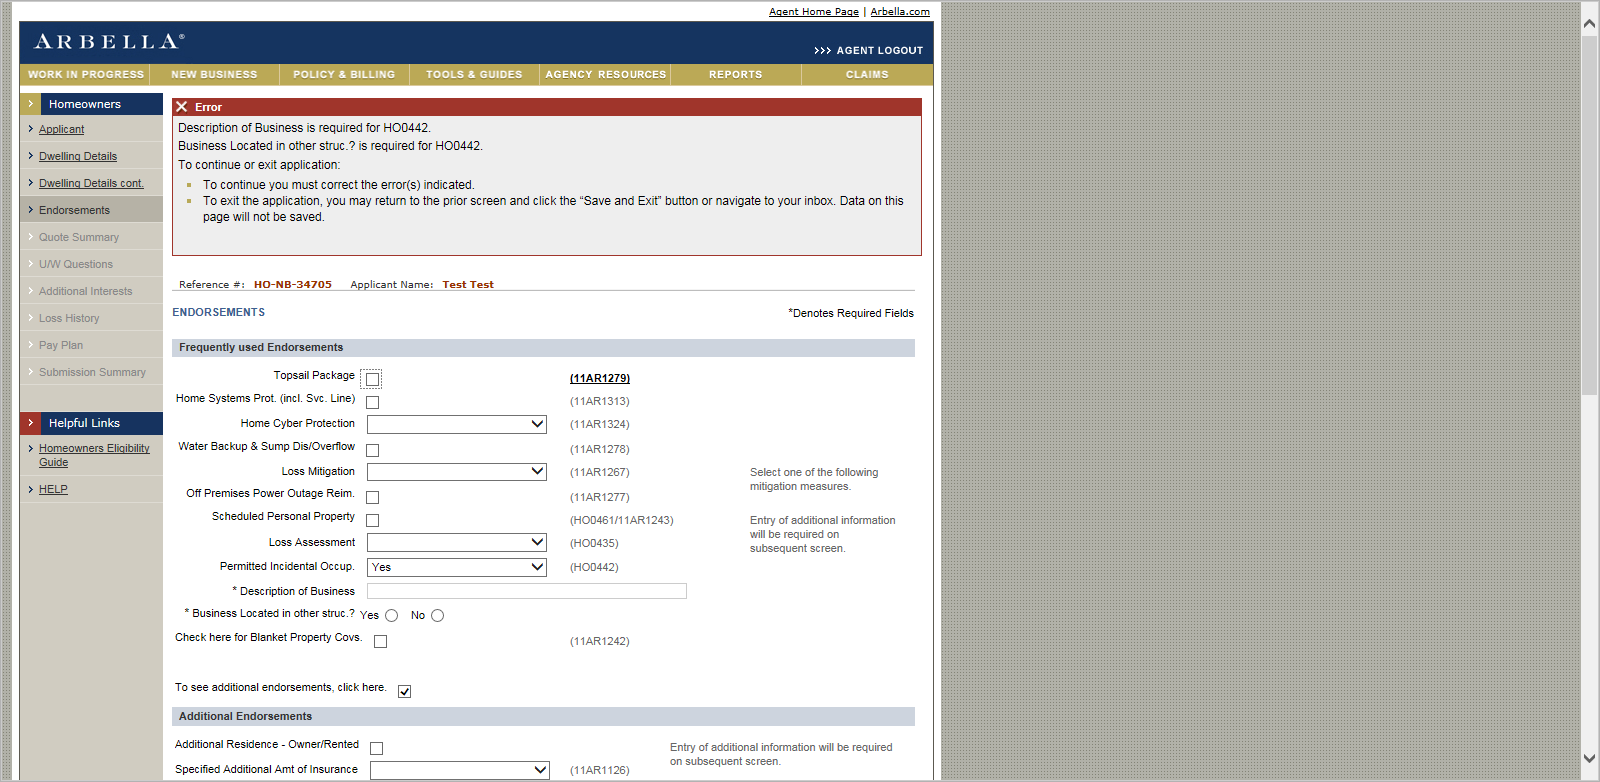 Agent Home Page | Arbella.com
ARBELLA®
>>> AGENT LOGOUT
WORK IN PROGRESS NEW BUSINESS POLICY & BILLING TOOLS & GUIDES AGENCY RESOURCES REPORTS CLAIMS
Homeowners
Applicant
Dwelling Details
Dwelling Details cont.
Endorsements
Quote Summary
U/W Questions
Additional Interests
Loss History
Pay Plan
Submission Summary
Helpful Links
Homeowners Eligibility
Guide
HELP
Error
Description of Business is required for HO0442.
Business Located in other struc.? is required for HO0442.
To continue or exit application:
To continue you must correct the error(s) indicated.
To exit the application, you may return to the prior screen and click the “Save and Exit” button or navigate to your inbox. Data on this
page will not be saved.
Reference #: HO-NB-34705 Applicant Name: Test Test
ENDORSEMENTS
*Denotes Required Fields
Frequently used Endorsements
Topsail Package (11AR1279)
Home Systems Prot. (incl. Svc. Line) (11AR1313)
Home Cyber Protection (11AR1324)
Water Backup & Sump Dis/Overflow (11AR1278)
Loss Mitigation (11AR1267) Select one of the following
mitigation measures.
Off Premises Power Outage Reim. (11AR1277)
Scheduled Personal Property (HO0461/11AR1243) Entry of additional information
will be required on
subsequent screen.
Loss Assessment (HO0435)
Permitted Incidental Occup. Yes (HO0442)
* Description of Business
* Business Located in other struc.? Yes No
Check here for Blanket Property Covs. (11AR1242)
To see additional endorsements, click here.
Additional Endorsements
Additional Residence - Owner/Rented Entry of additional information will be required
on subsequent screen.
Specified Additional Amt of Insurance (11AR1126)